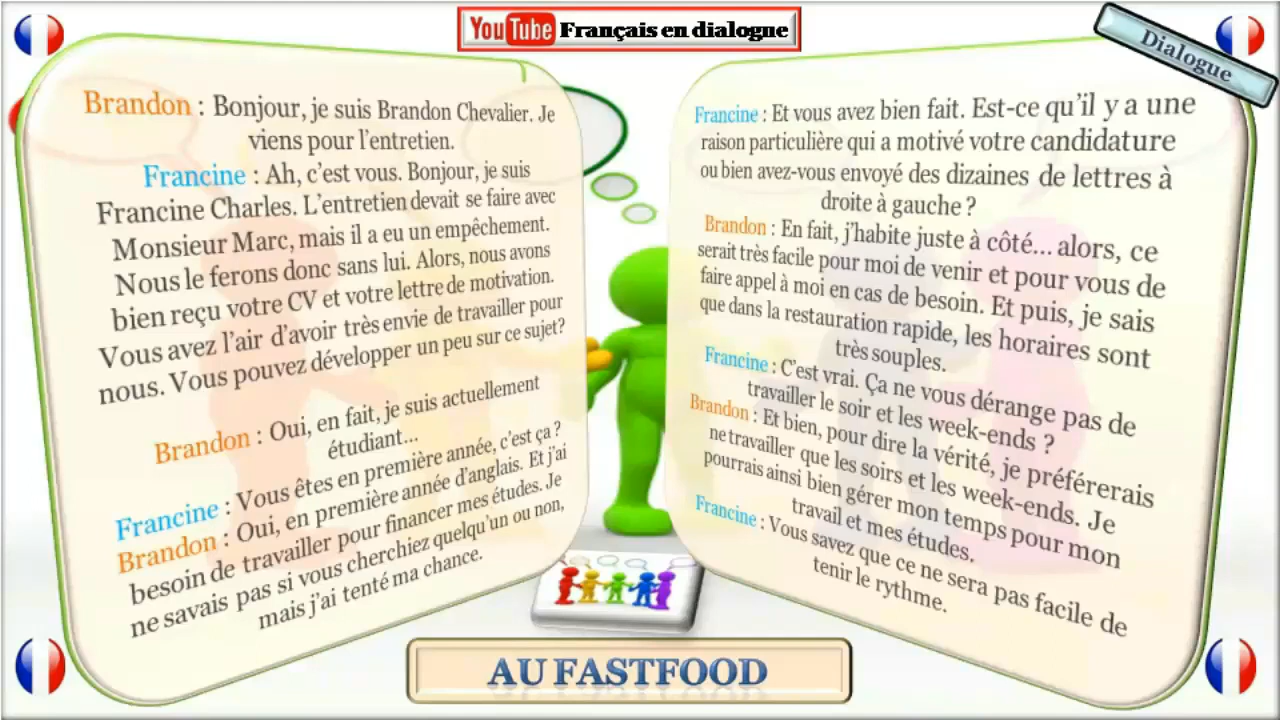 YouTube Français en dialogue
Dialogue
Brandon : Bonjour, je suis Brandon Chevalier. Je
viens pour l'entretien.
Francine : Ah, c'est vous. Bonjour, je suis
Francine Charles. L'entretien devait se faire avec
Monsieur Marc, mais il a eu un empêchement.
Nous le ferons donc sans lui. Alors, nous avons
bien reçu votre CV et votre lettre de motivation.
Vous avez l'air d'avoir très envie de travailler pour
nous. Vous pouvez développer un peu sur ce sujet?
Brandon : Oui, en fait, je suis actuellement
étudiant...
Francine : Vous êtes en première année, c'est ça ?
Brandon : Oui, en première année d'anglais. Et j'ai
besoin de travailler pour financer mes études. Je
ne savais pas si vous cherchiez quelqu'un ou non,
mais j'ai tenté ma chance.
Francine : Et vous avez bien fait. Est-ce qu'il y a une
raison particulière qui a motivé votre candidature
ou bien avez-vous envoyé des dizaines de lettres à
droite à gauche ?
Brandon : En fait, j'habite juste à côté... alors, ce
serait très facile pour moi de venir et pour vous de
faire appel à moi en cas de besoin. Et puis, je sais
que dans la restauration rapide, les horaires sont
très souples.
Francine : C'est vrai. Ça ne vous dérange pas de
travailler le soir et les week-ends ?
Brandon : Et bien, pour dire la vérité, je préférerais
ne travailler que les soirs et les week-ends. Je
pourrais ainsi bien gérer mon temps pour mon
travail et mes études.
Francine : Vous savez que ce ne sera pas facile de
tenir le rythme.
AU FASTFOOD